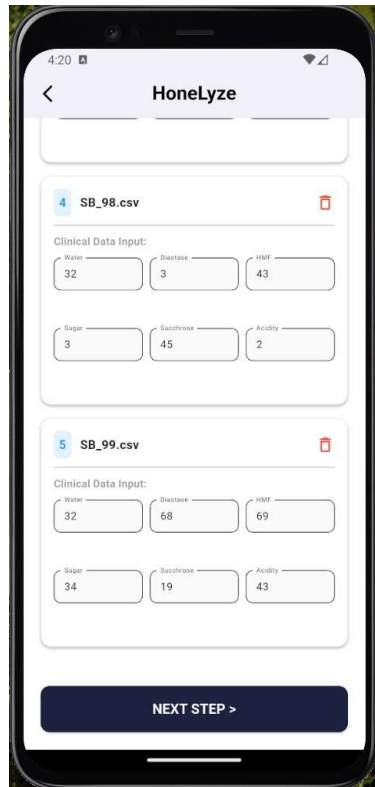 4:20
HoneLyze
4 SB_98.csv
Clinical Data Input:
Water Diastase HMF
32 3 43
Sugar Succhrose Acidity
3 45 2
5 SB_99.csv
Clinical Data Input:
Water Diastase HMF
32 68 69
Sugar Succhrose Acidity
34 19 43
NEXT STEP >